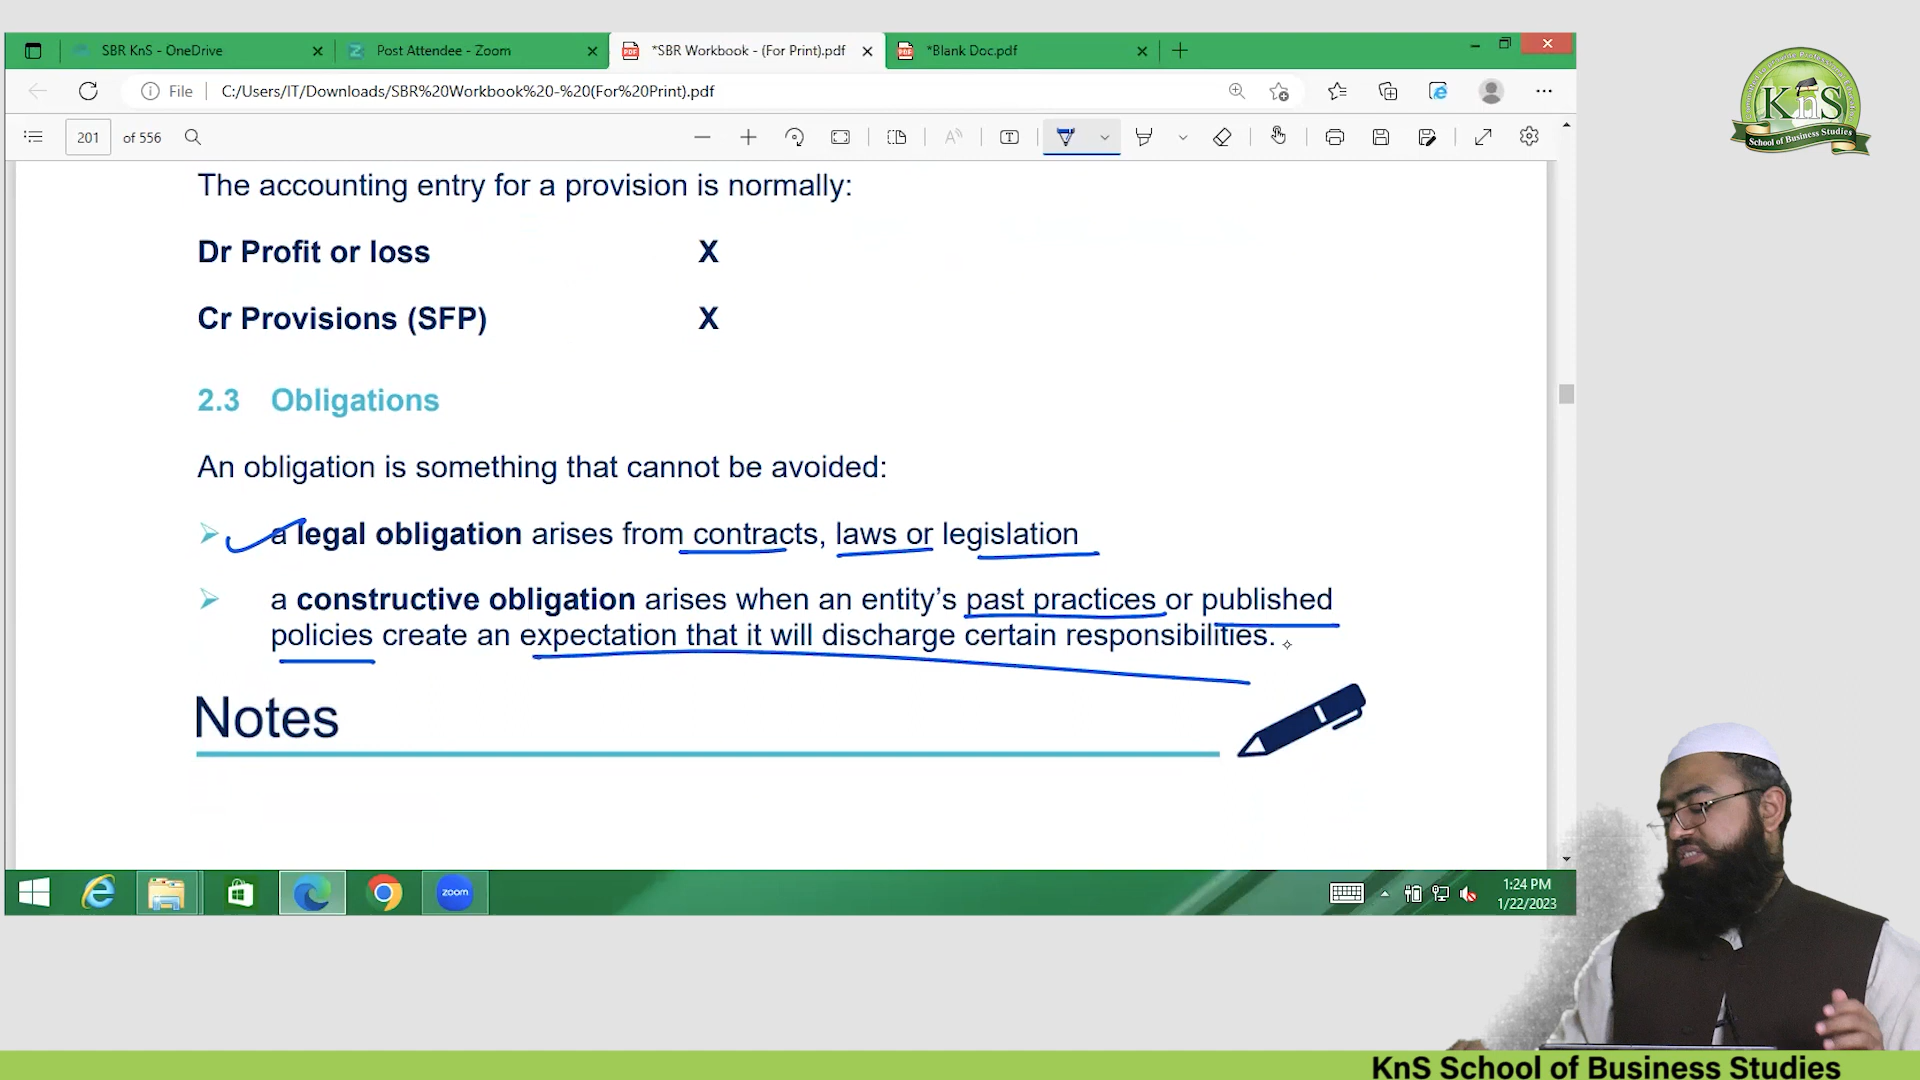 SBR KnS - OneDrive
Post Attendee - Zoom
*SBR Workbook - (For Print).pdf
*Blank Doc.pdf
File
C:/Users/IT/Downloads/SBR%20Workbook%20-%20(For%20Print).pdf
201 of 556
The accounting entry for a provision is normally:
Dr Profit or loss X
Cr Provisions (SFP) X
2.3 Obligations
An obligation is something that cannot be avoided:
a legal obligation arises from contracts, laws or legislation
a constructive obligation arises when an entity's past practices or published
policies create an expectation that it will discharge certain responsibilities.
Notes
zoom
1:24 PM
1/22/2023
KnS
School of Business Studies
KnS School of Business Studies